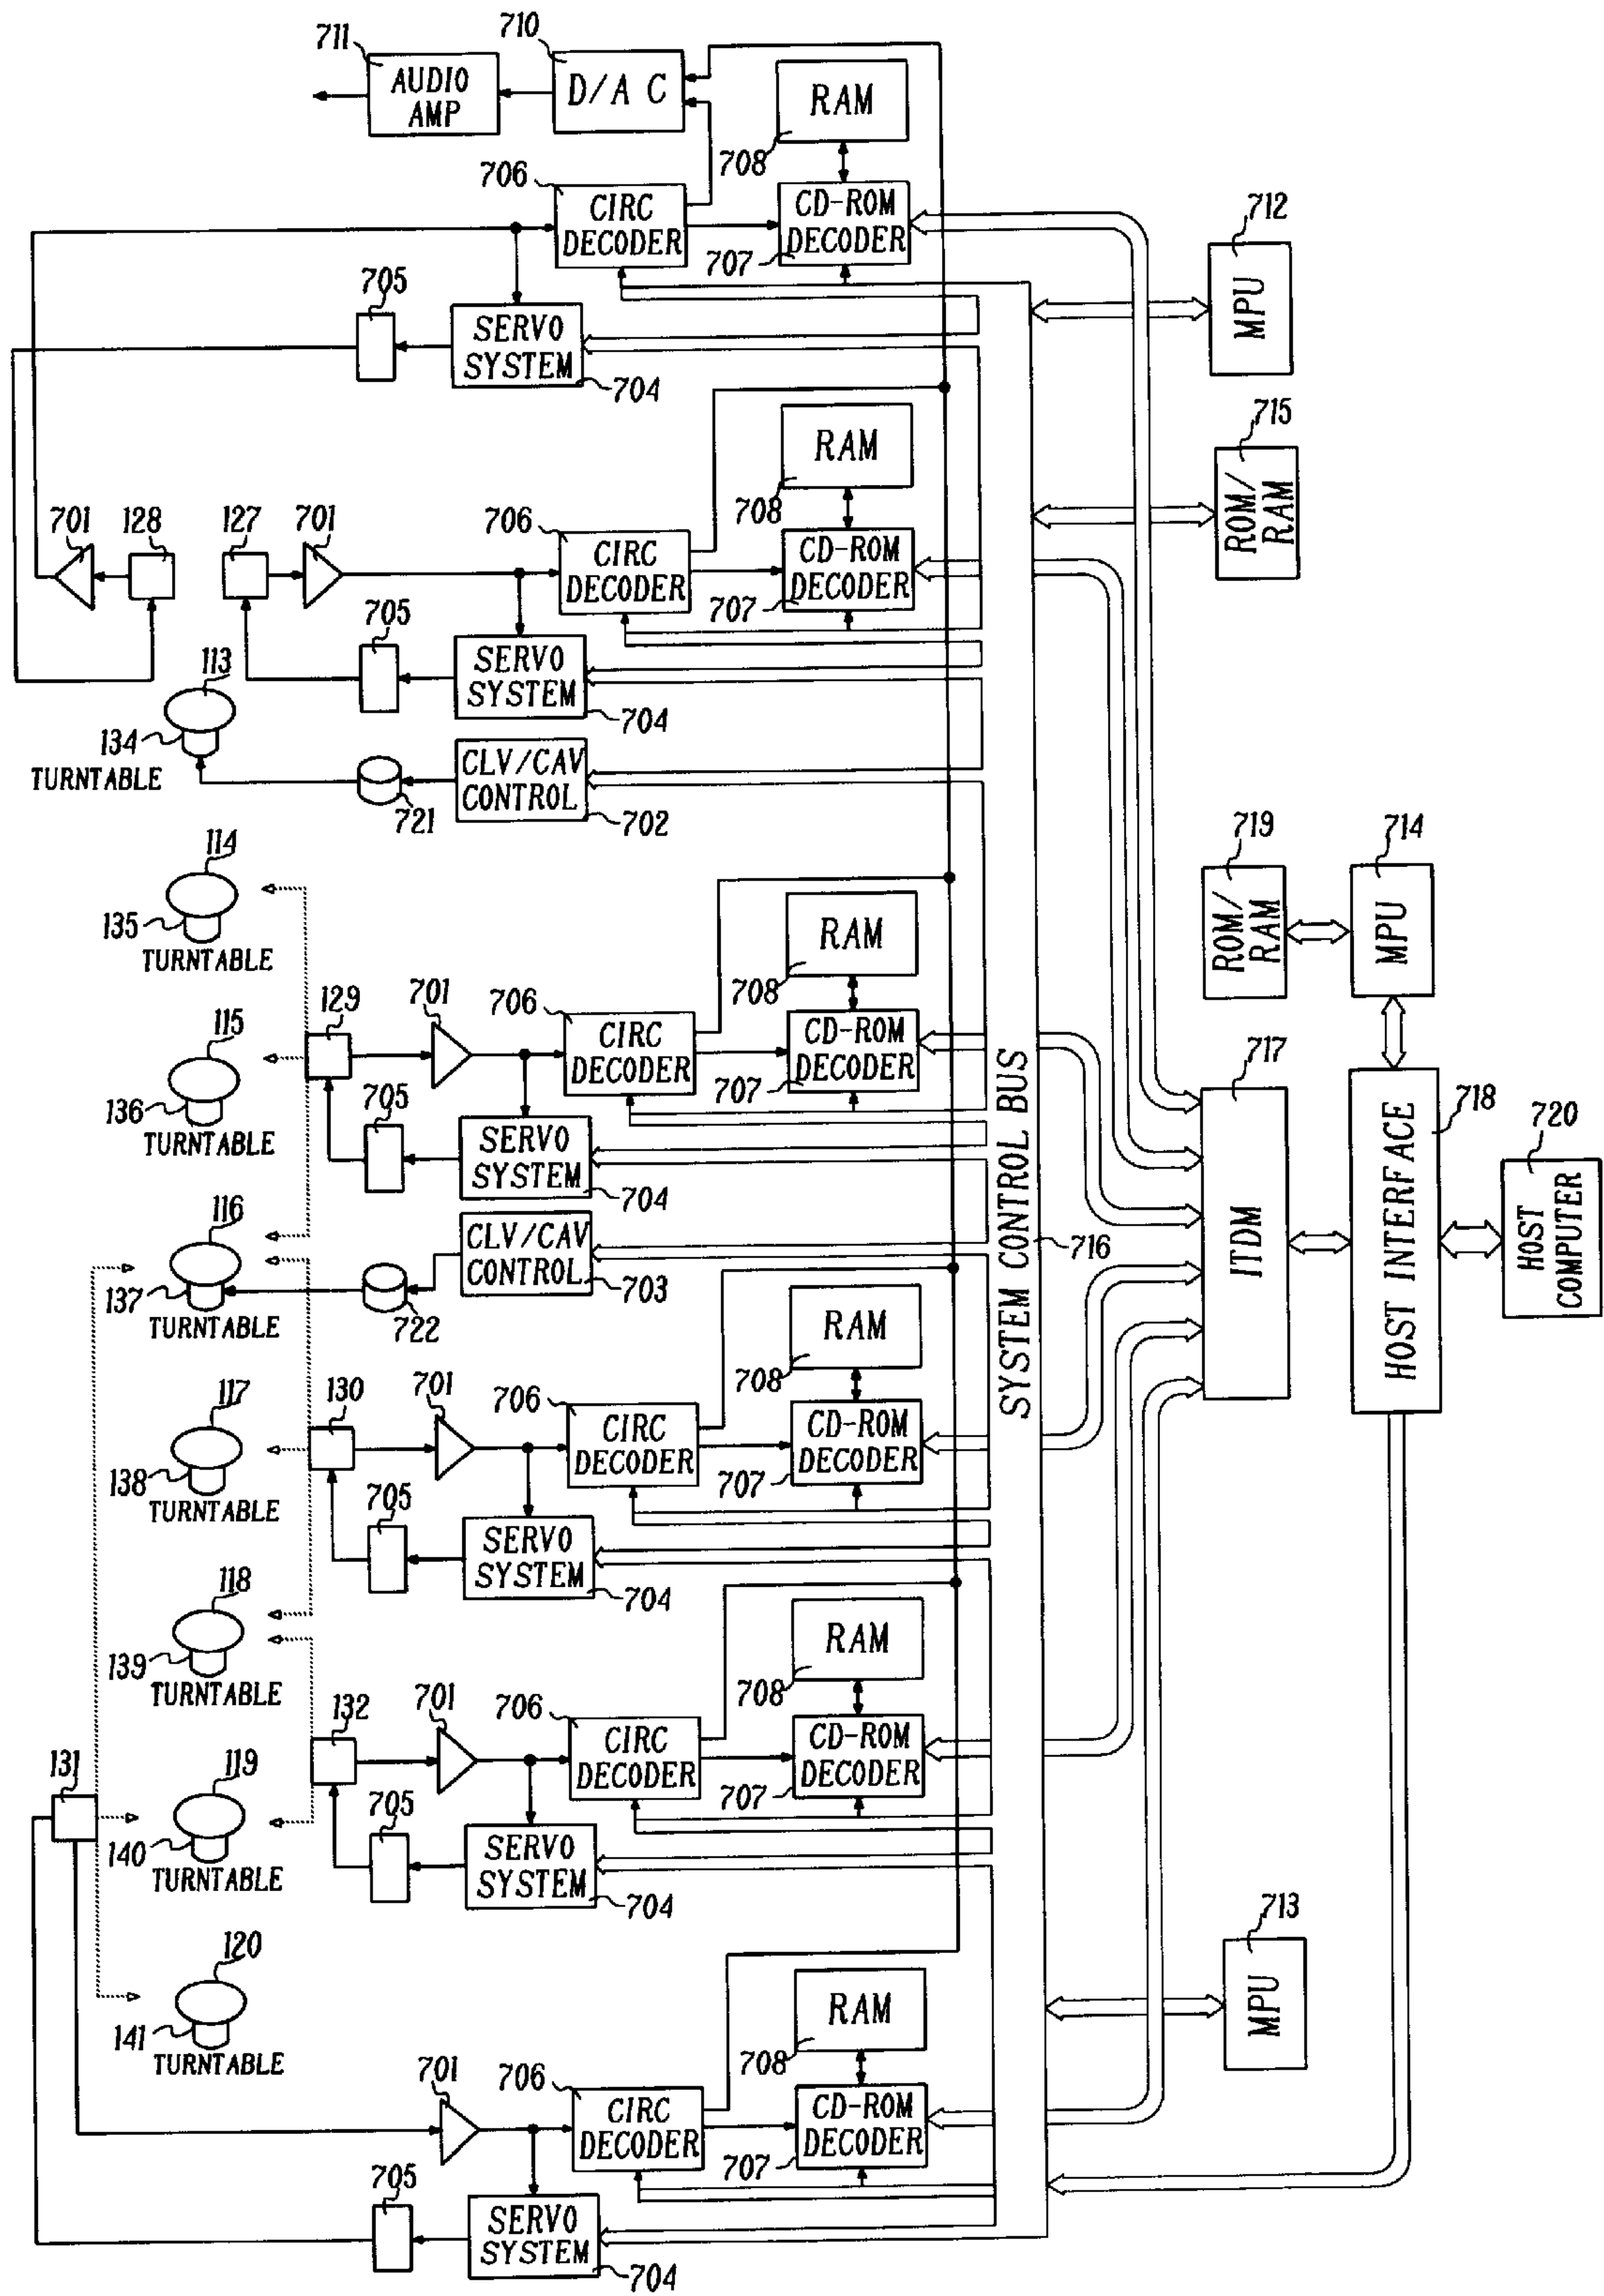 711
AUDIO
AMP
710
D/A C
RAM
708
706
CIRC
DECODER
CD-ROM
DECODER
707
712
MPU
705
SERVO
SYSTEM
704
715
ROM/
RAM
RAM
708
701
128
127
701
706
CIRC
DECODER
CD-ROM
DECODER
707
705
SERVO
SYSTEM
704
113
134
TURNTABLE
721
CLV/CAV
CONTROL
702
114
135
TURNTABLE
719
ROM/
RAM
714
MPU
RAM
708
115
136
TURNTABLE
129
701
706
CIRC
DECODER
CD-ROM
DECODER
707
705
SERVO
SYSTEM
704
SYSTEM CONTROL BUS
716
717
ITDM
HOST INTERFACE
718
720
HOST
COMPUTER
116
137
TURNTABLE
722
CLV/CAV
CONTROL
703
RAM
708
117
138
TURNTABLE
130
701
706
CIRC
DECODER
CD-ROM
DECODER
707
705
SERVO
SYSTEM
704
118
139
TURNTABLE
RAM
708
132
701
706
CIRC
DECODER
CD-ROM
DECODER
707
131
119
140
TURNTABLE
705
SERVO
SYSTEM
704
713
MPU
120
141
TURNTABLE
RAM
708
701
706
CIRC
DECODER
CD-ROM
DECODER
707
705
SERVO
SYSTEM
704